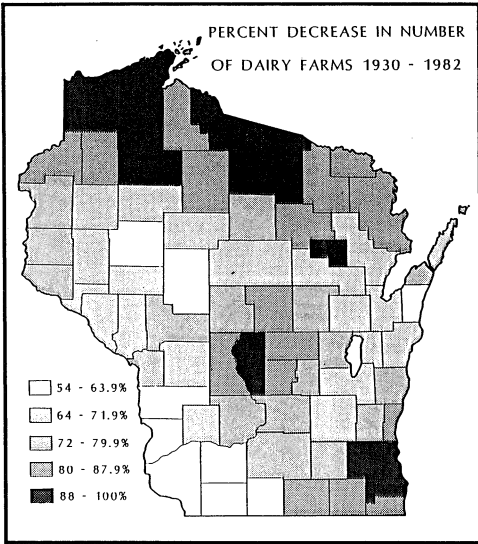 PERCENT DECREASE IN NUMBER
OF DAIRY FARMS 1930 - 1982
54 - 63.9%
64 - 71.9%
72 - 79.9%
80 - 87.9%
88 - 100%